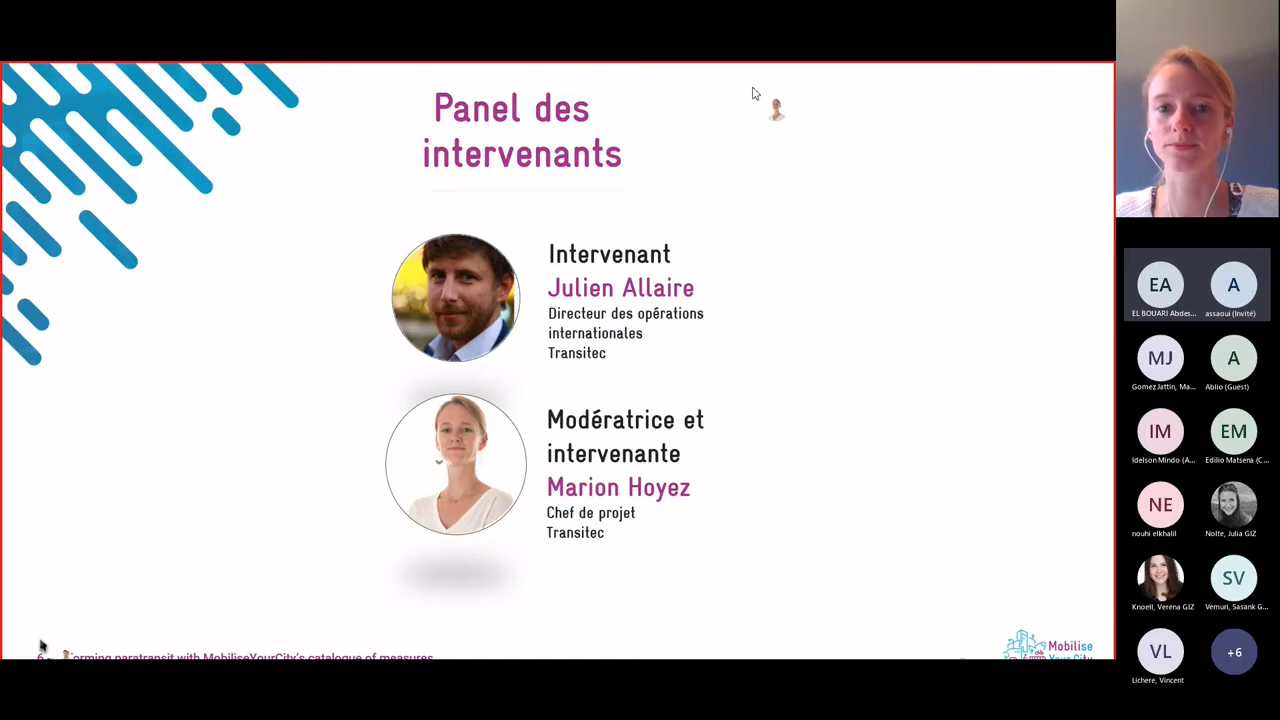 Panel des
intervenants
Intervenant
Julien Allaire
Directeur des opérations
internationales
Transitec
Modératrice et
intervenante
Marion Hoyez
Chef de projet
Transitec
orming paratransit with MobiliseYourCity's catalogue of measures
Mobilise
Your City
EA
EL BOUARI Abdes...
A
assaoui (Invité)
MJ
Gomez Jattin, Ma...
A
Ablio (Guest)
IM
Idelson Mindo (A...
EM
Edilio Matsena (C...
NE
nouhi elkhalil
Nolte, Julia GIZ
Knoell, Verena GIZ
SV
Vemuri, Sasank G...
VL
Lichere, Vincent
+6